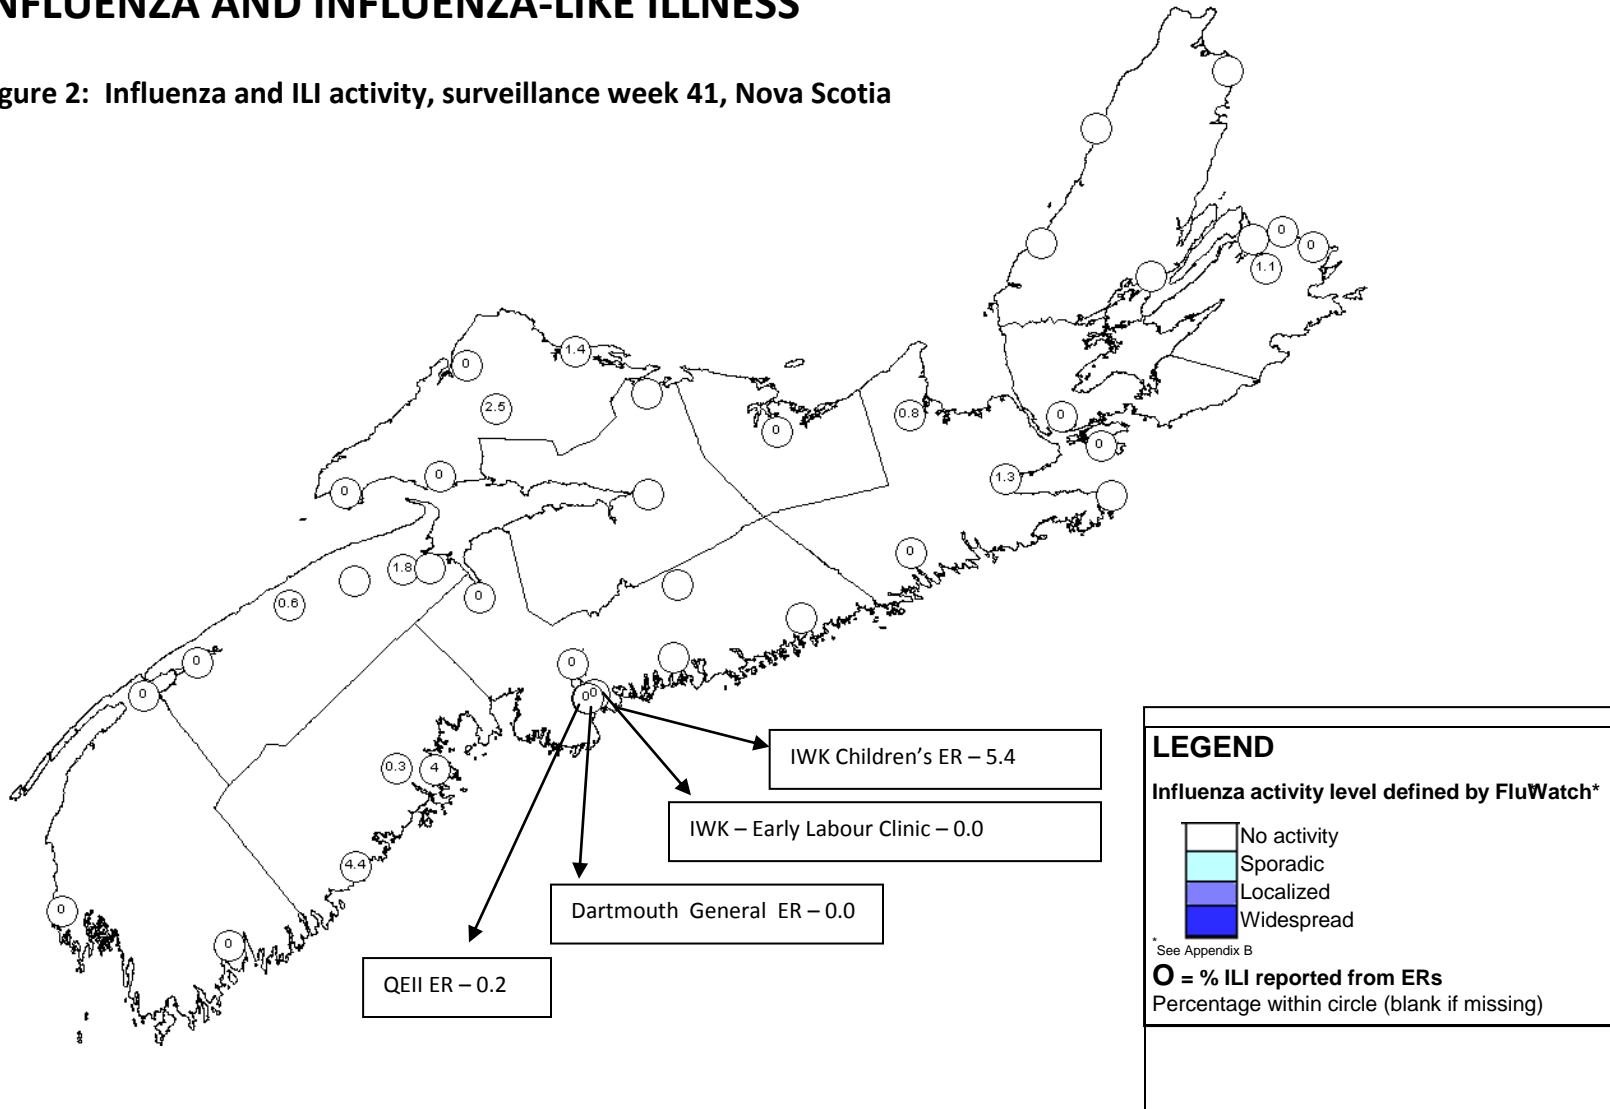 NFLUENZA AND INFLUENZA-LIKE ILLNESS
gure 2: Influenza and ILI activity, surveillance week 41, Nova Scotia
0
0
1.1
1.4
0
2.5
0.8
0
0
0
0
1.3
0
0
1.8
0.6
0
0
0
0
0
0 0
0.3
4
4.4
0
0
IWK Children's ER – 5.4
IWK – Early Labour Clinic – 0.0
Dartmouth General ER – 0.0
QEII ER – 0.2
LEGEND
Influenza activity level defined by FluWatch*
No activity
Sporadic
Localized
Widespread
*See Appendix B
O = % ILI reported from ERs
Percentage within circle (blank if missing)